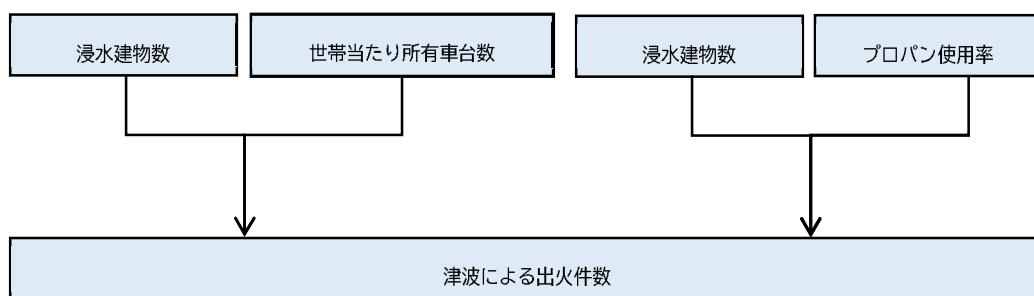 浸水建物数
世帯当たり所有車台数
浸水建物数
プロパン使用率
津波による出火件数